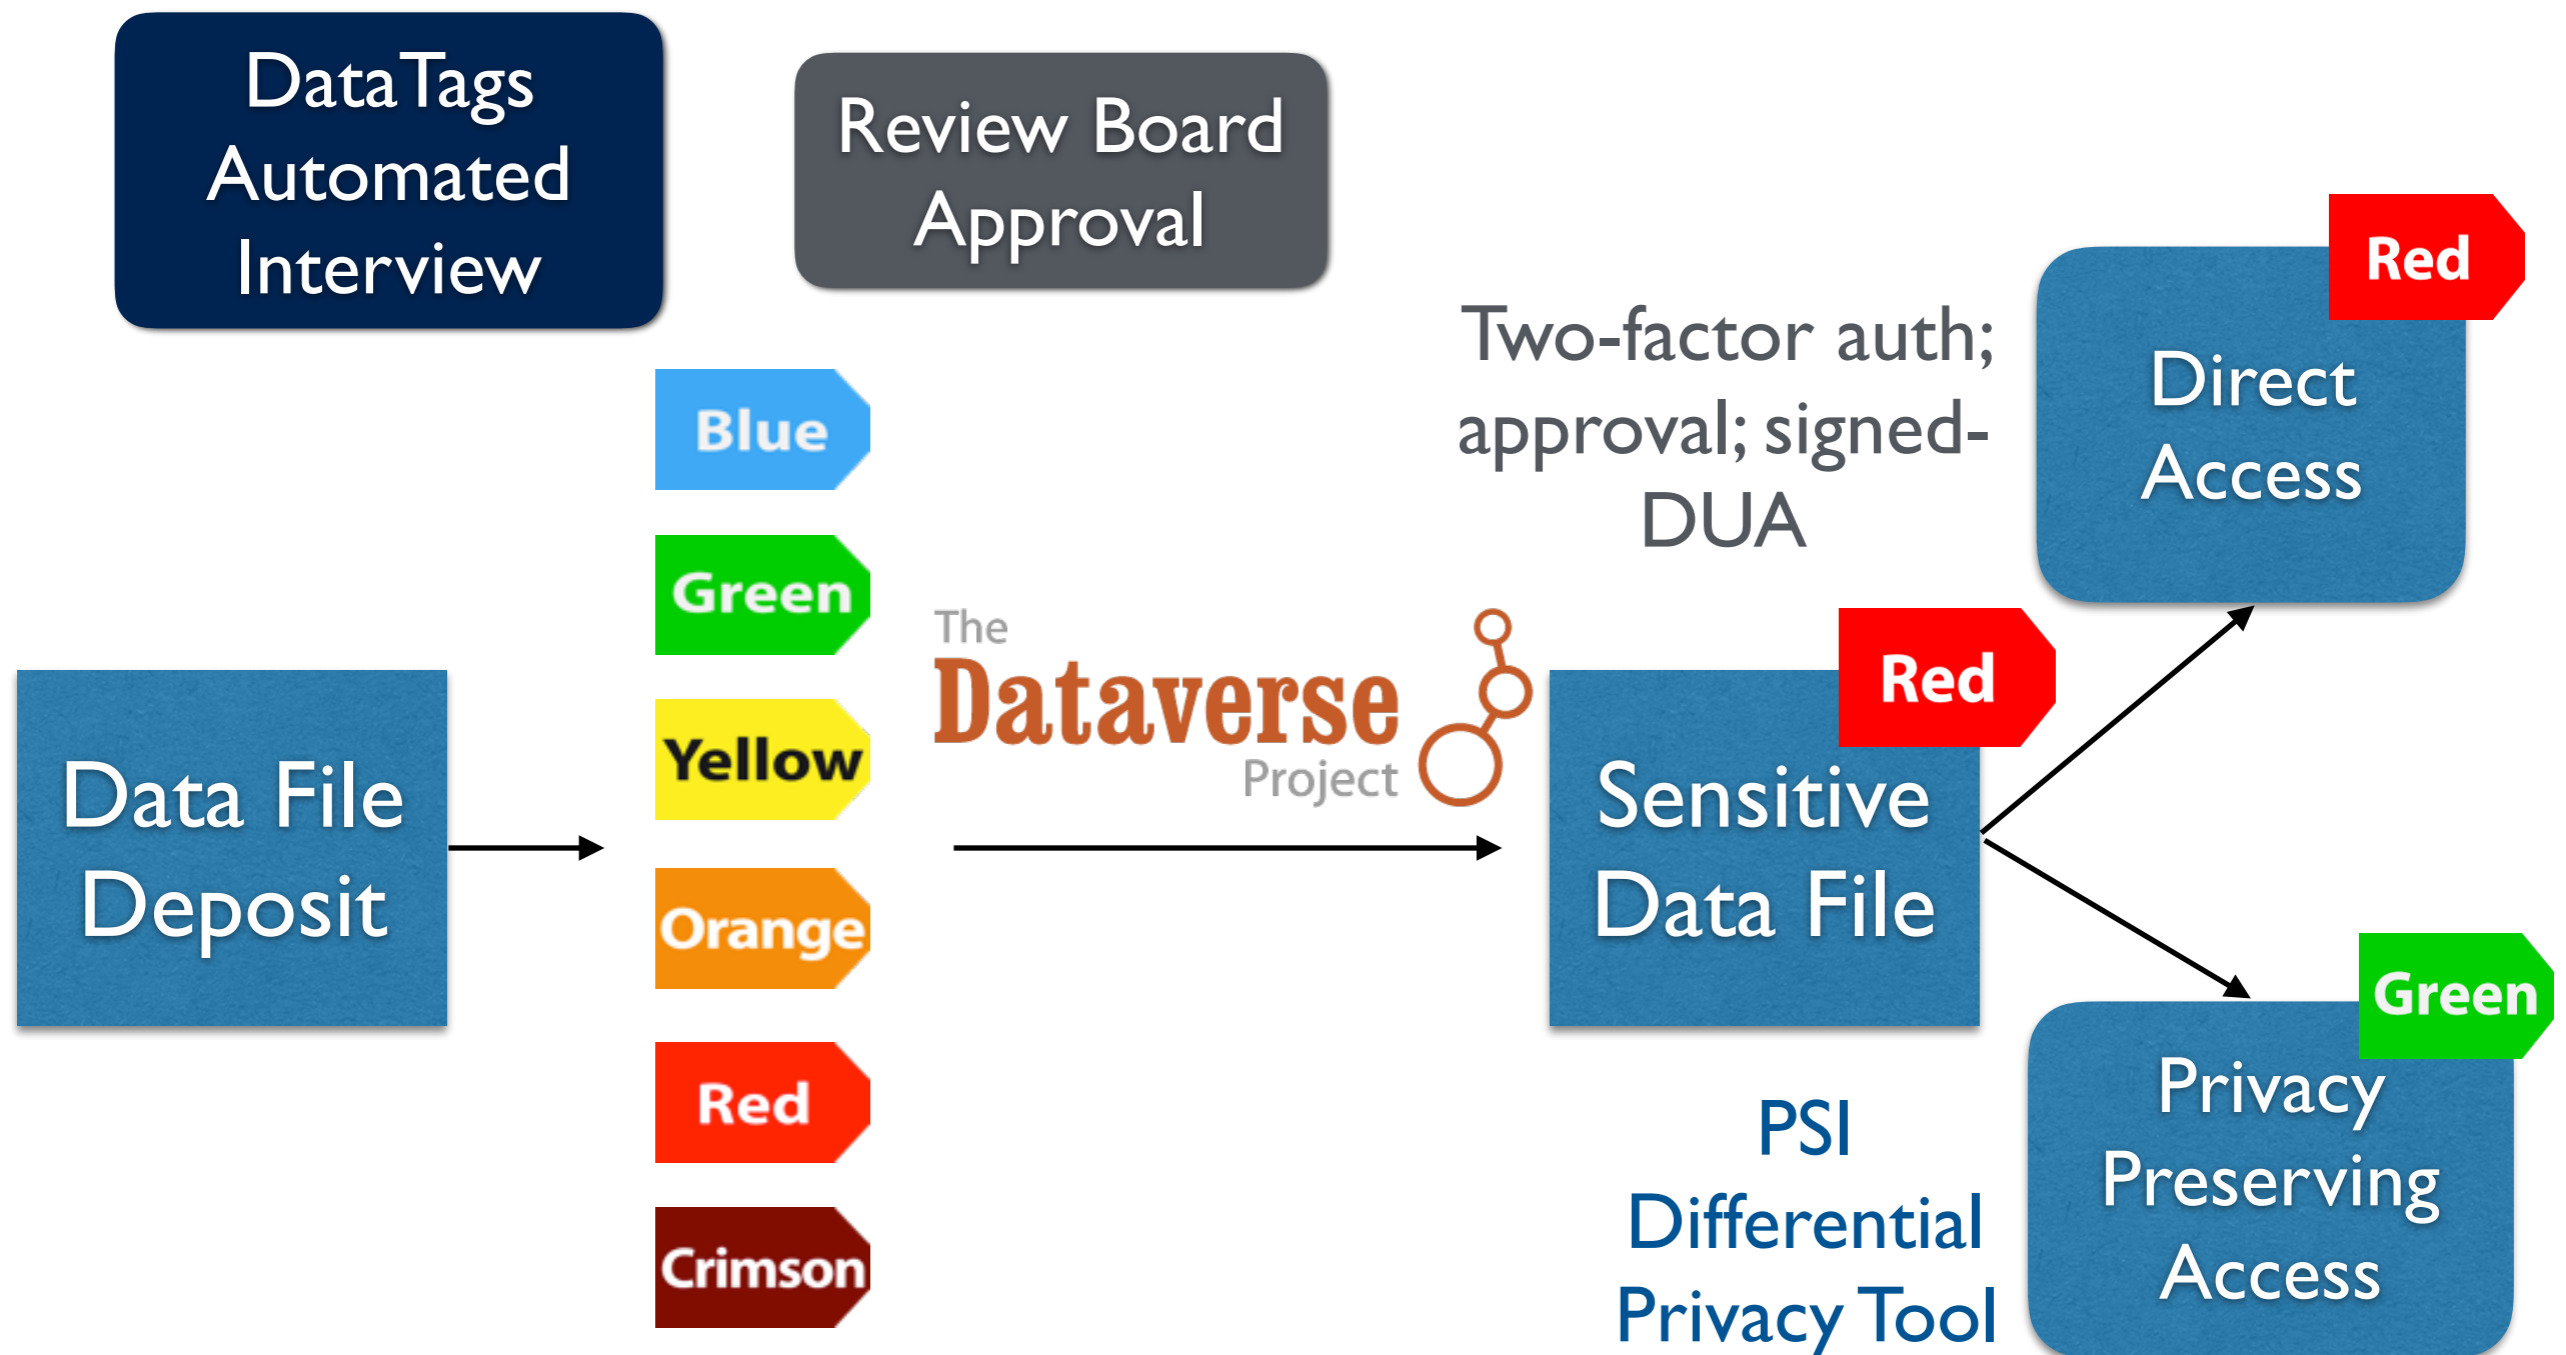 DataTags
Automated
Interview
Review Board
Approval
Data File
Deposit
Blue
Green
Yellow
Orange
Red
Crimson
The
Dataverse
Project
Two-factor auth;
approval; signed-
DUA
Red
Sensitive
Data File
Red
Direct
Access
PSI
Differential
Privacy Tool
Green
Privacy
Preserving
Access